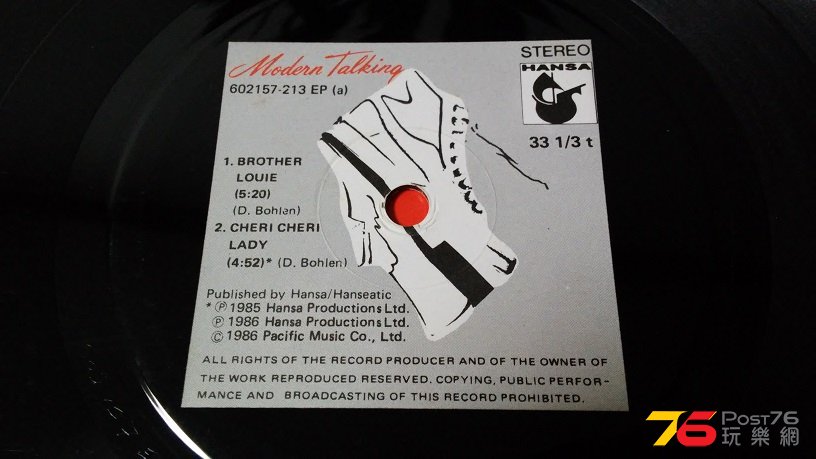 Modern Talking
602157-213 EP (a)
STEREO
HANSA
33 1/3 t
1. BROTHER
LOUIE
(5:20)
(D. Bohlen)
2. CHERI CHERI
LADY
(4:52)* (D. Bohlen)
Published by Hansa/Hanseatic
* ℗ 1985 Hansa Productions Ltd.
℗ 1986 Hansa Productions Ltd.
© 1986 Pacific Music Co., Ltd.
ALL RIGHTS OF THE RECORD PRODUCER AND OF THE OWNER OF
THE WORK REPRODUCED RESERVED. COPYING, PUBLIC PERFOR-
MANCE AND BROADCASTING OF THIS RECORD PROHIBITED.
76 POST76
玩樂網